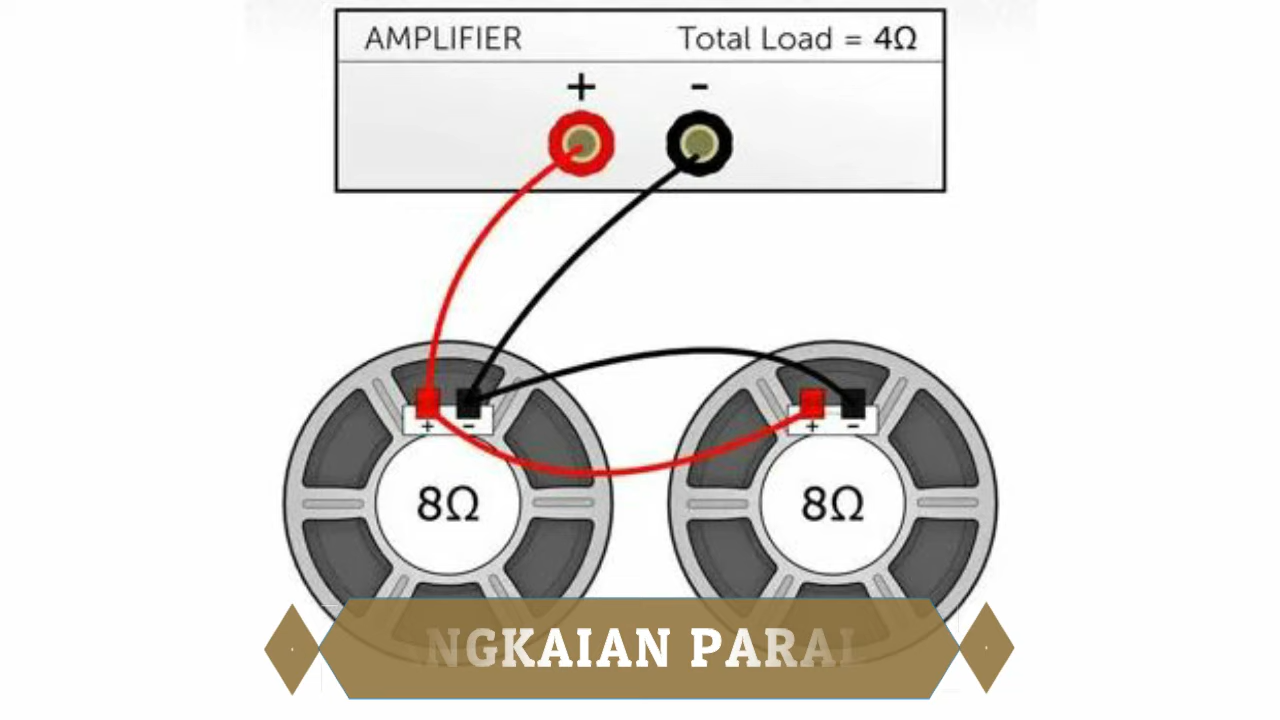 AMPLIFIER Total Load = 4Ω
+ -
+ - + -
8Ω 8Ω
NGKAIAN PARAL